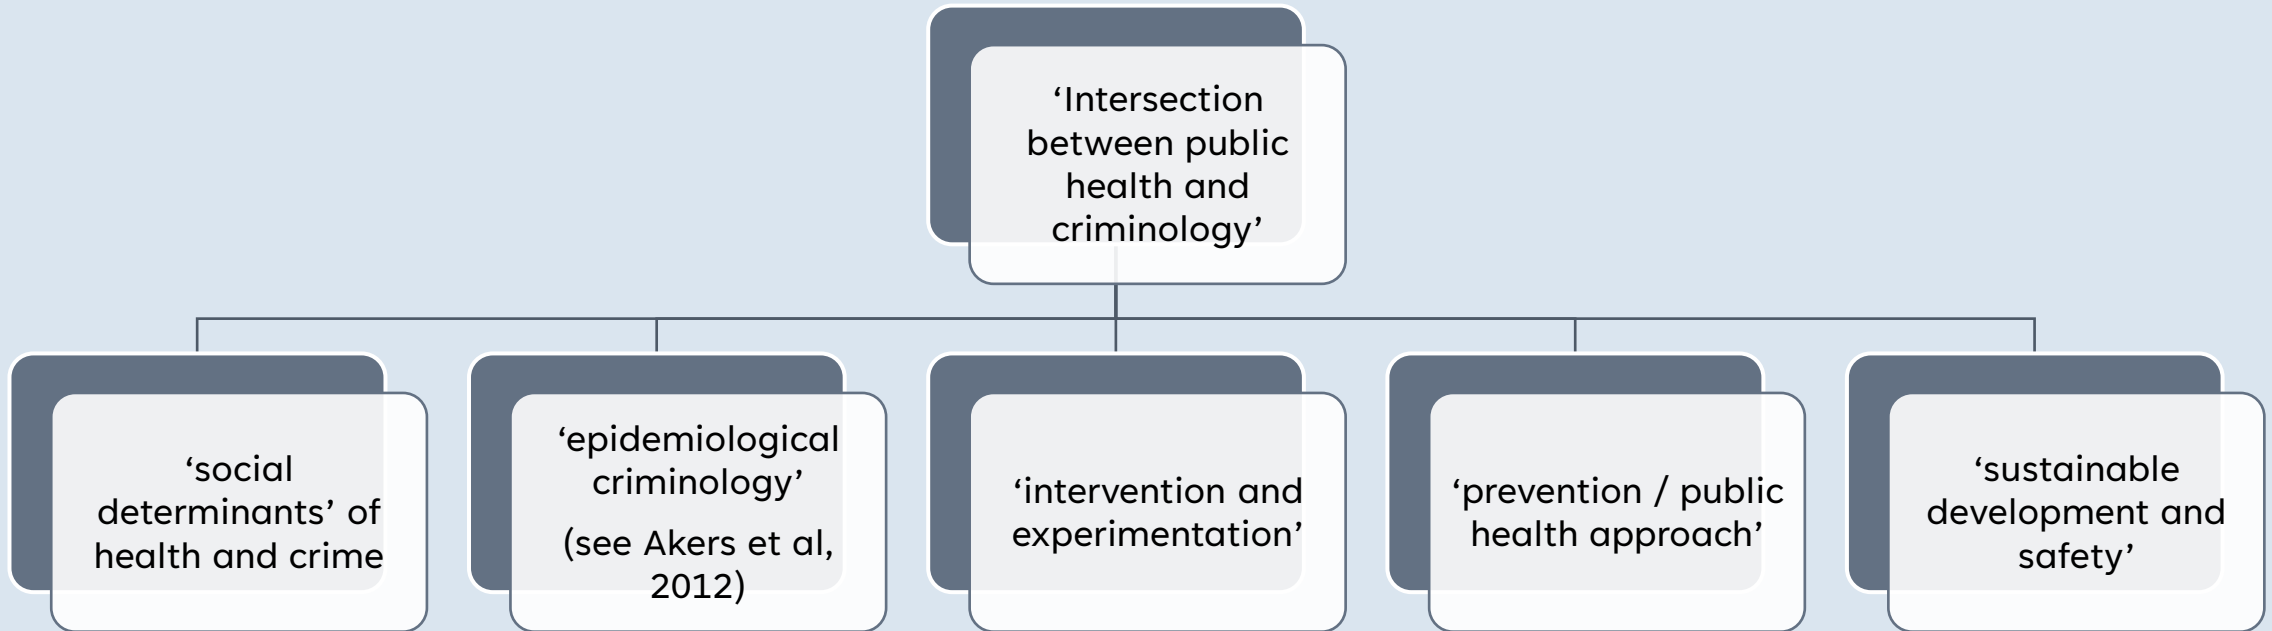 ‘Intersection
between public
health and
criminology’
‘social
determinants’ of
health and crime
‘epidemiological
criminology’
(see Akers et al,
2012)
‘intervention and
experimentation’
‘prevention / public
health approach’
‘sustainable
development and
safety’